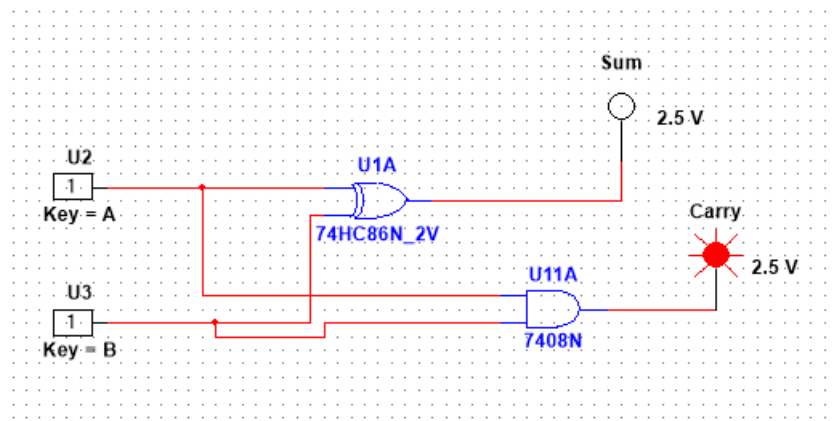 Sum
2.5 V
U2
1
Key = A
U1A
74HC86N_2V
Carry
2.5 V
U11A
7408N
U3
1
Key = B